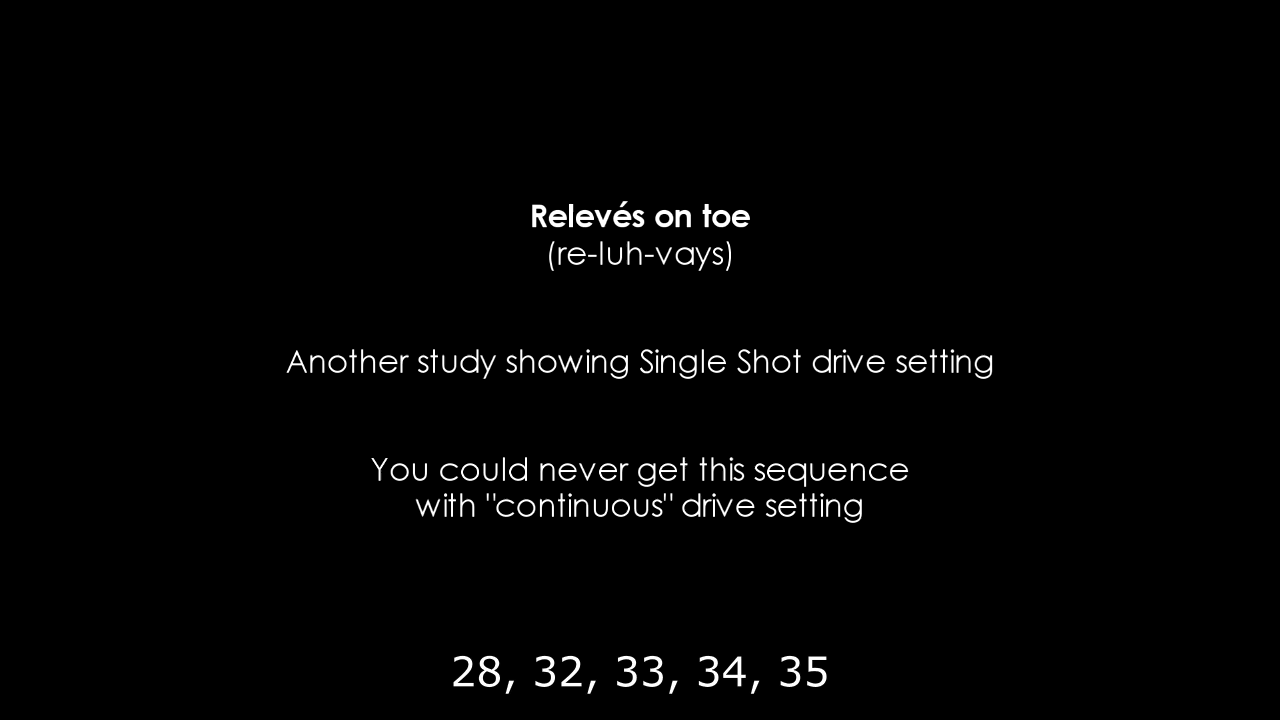 Relevés on toe
(re-luh-vays)
Another study showing Single Shot drive setting
You could never get this sequence
with "continuous" drive setting
28, 32, 33, 34, 35